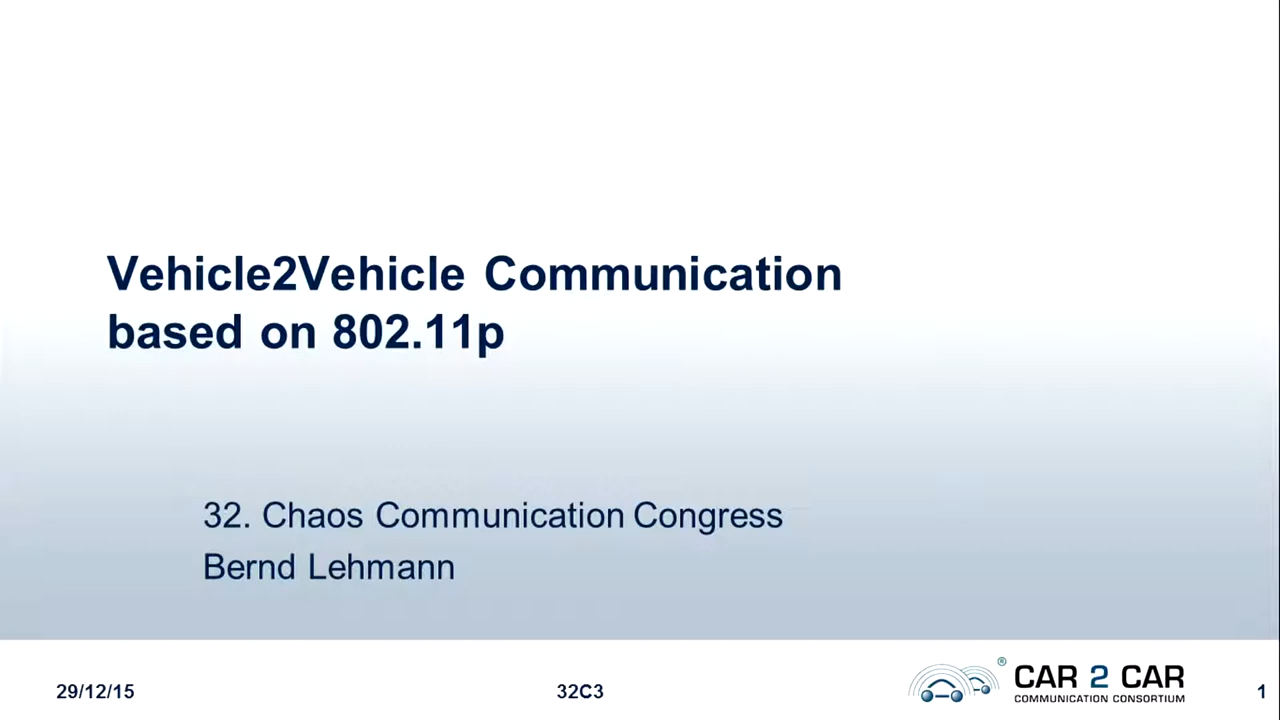 Vehicle2Vehicle Communication
based on 802.11p
32. Chaos Communication Congress
Bernd Lehmann
29/12/15
32C3
®
CAR 2 CAR
COMMUNICATION CONSORTIUM
1